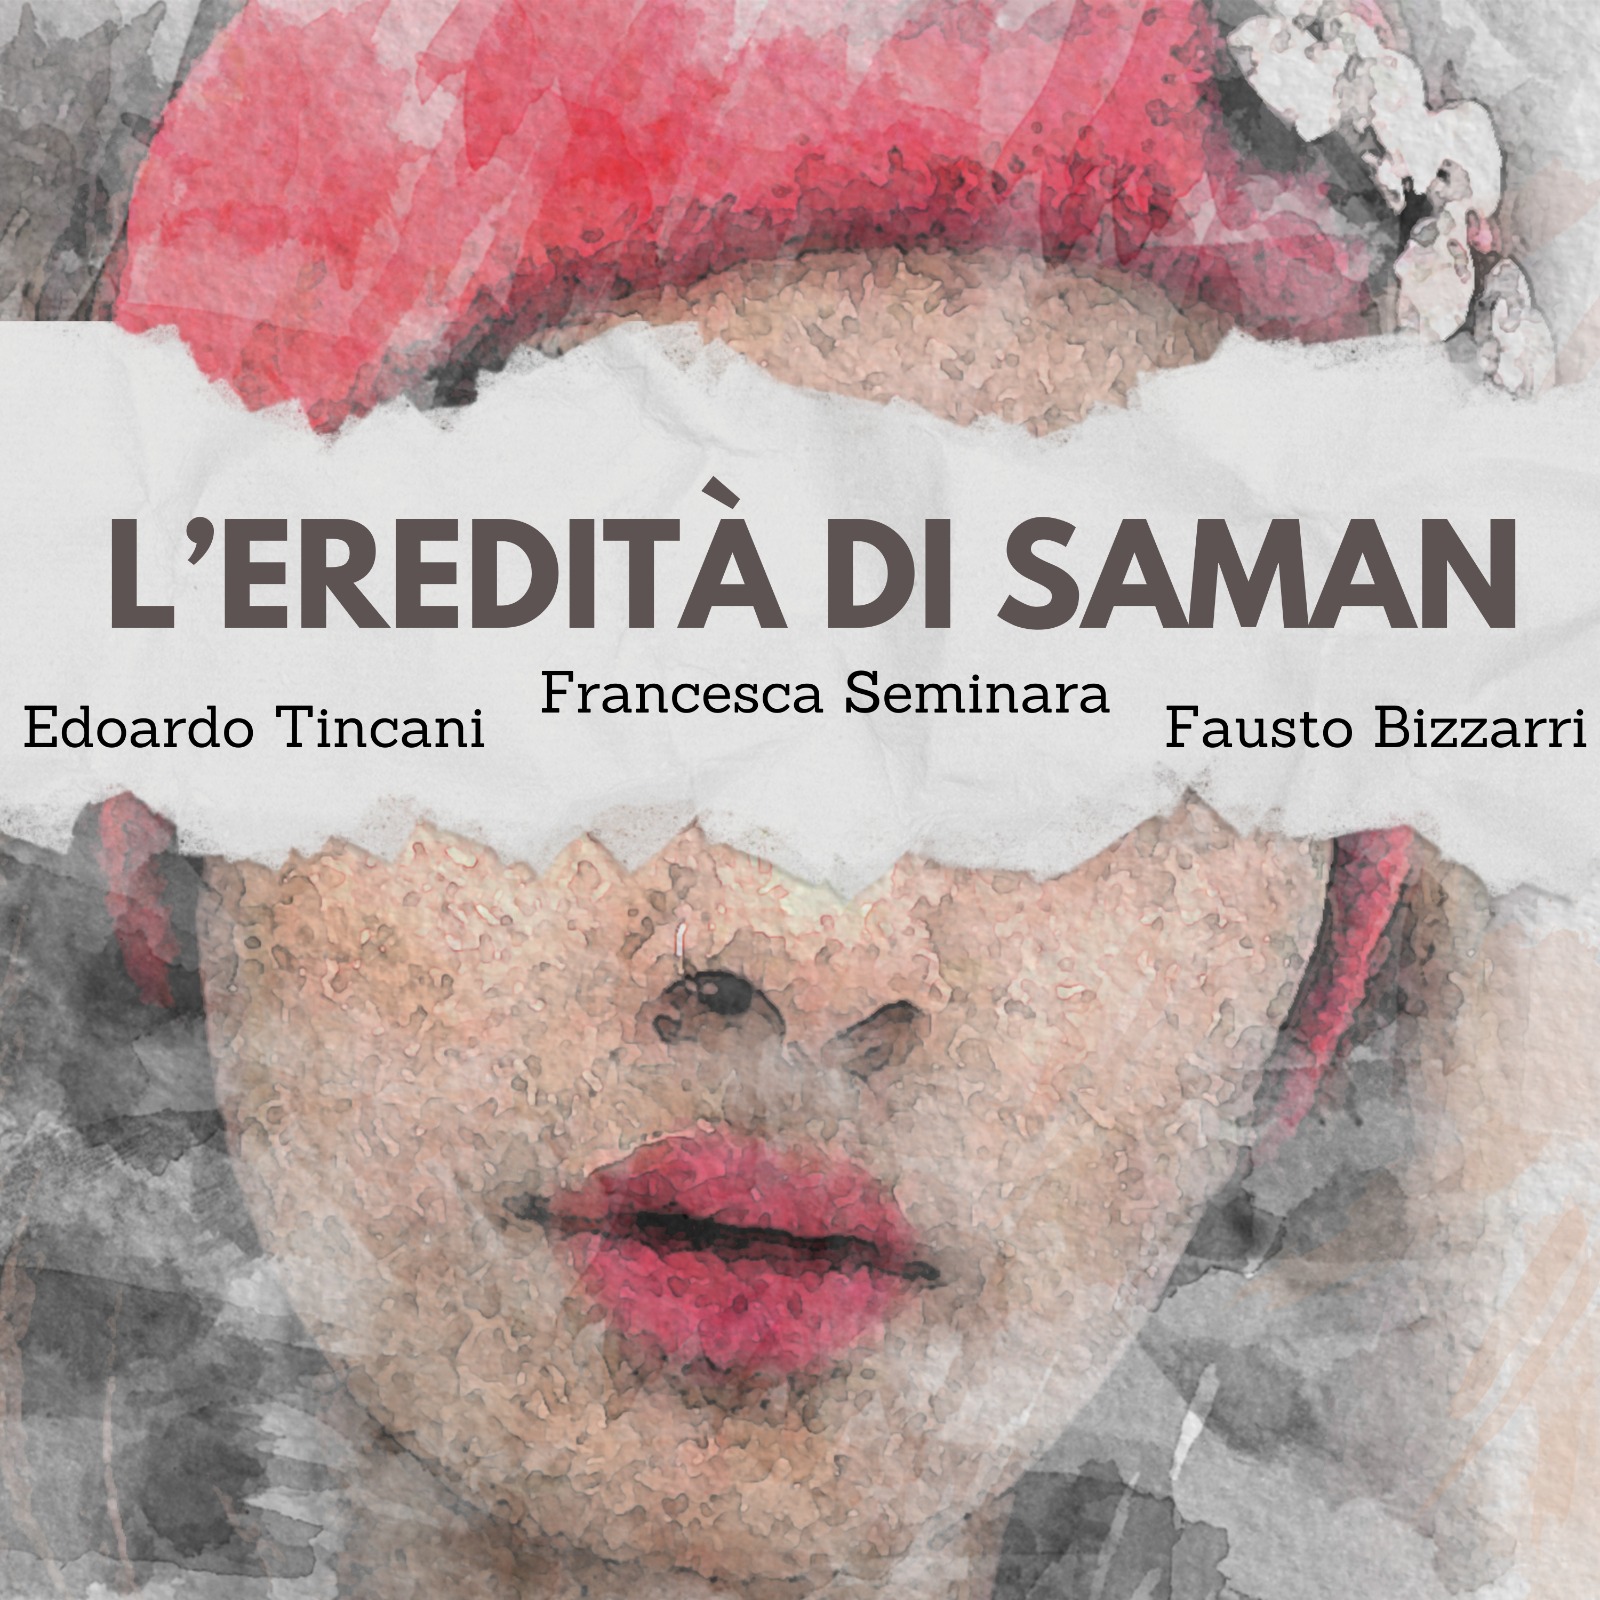 L’EREDITÀ DI SAMAN
Edoardo Tincani
Francesca Seminara
Fausto Bizzarri